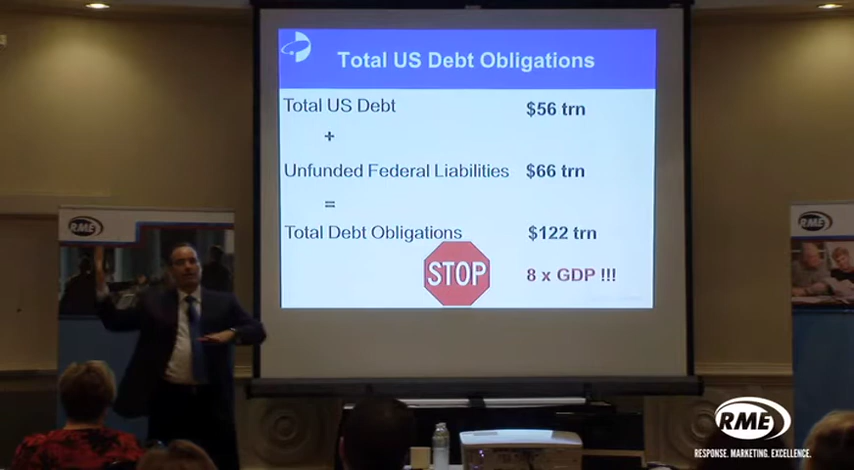 Total US Debt Obligations
Total US Debt $56 trn
+
Unfunded Federal Liabilities $66 trn
=
Total Debt Obligations $122 trn
STOP 8 x GDP !!!
RME
RME
RME
RESPONSE. MARKETING. EXCELLENCE.